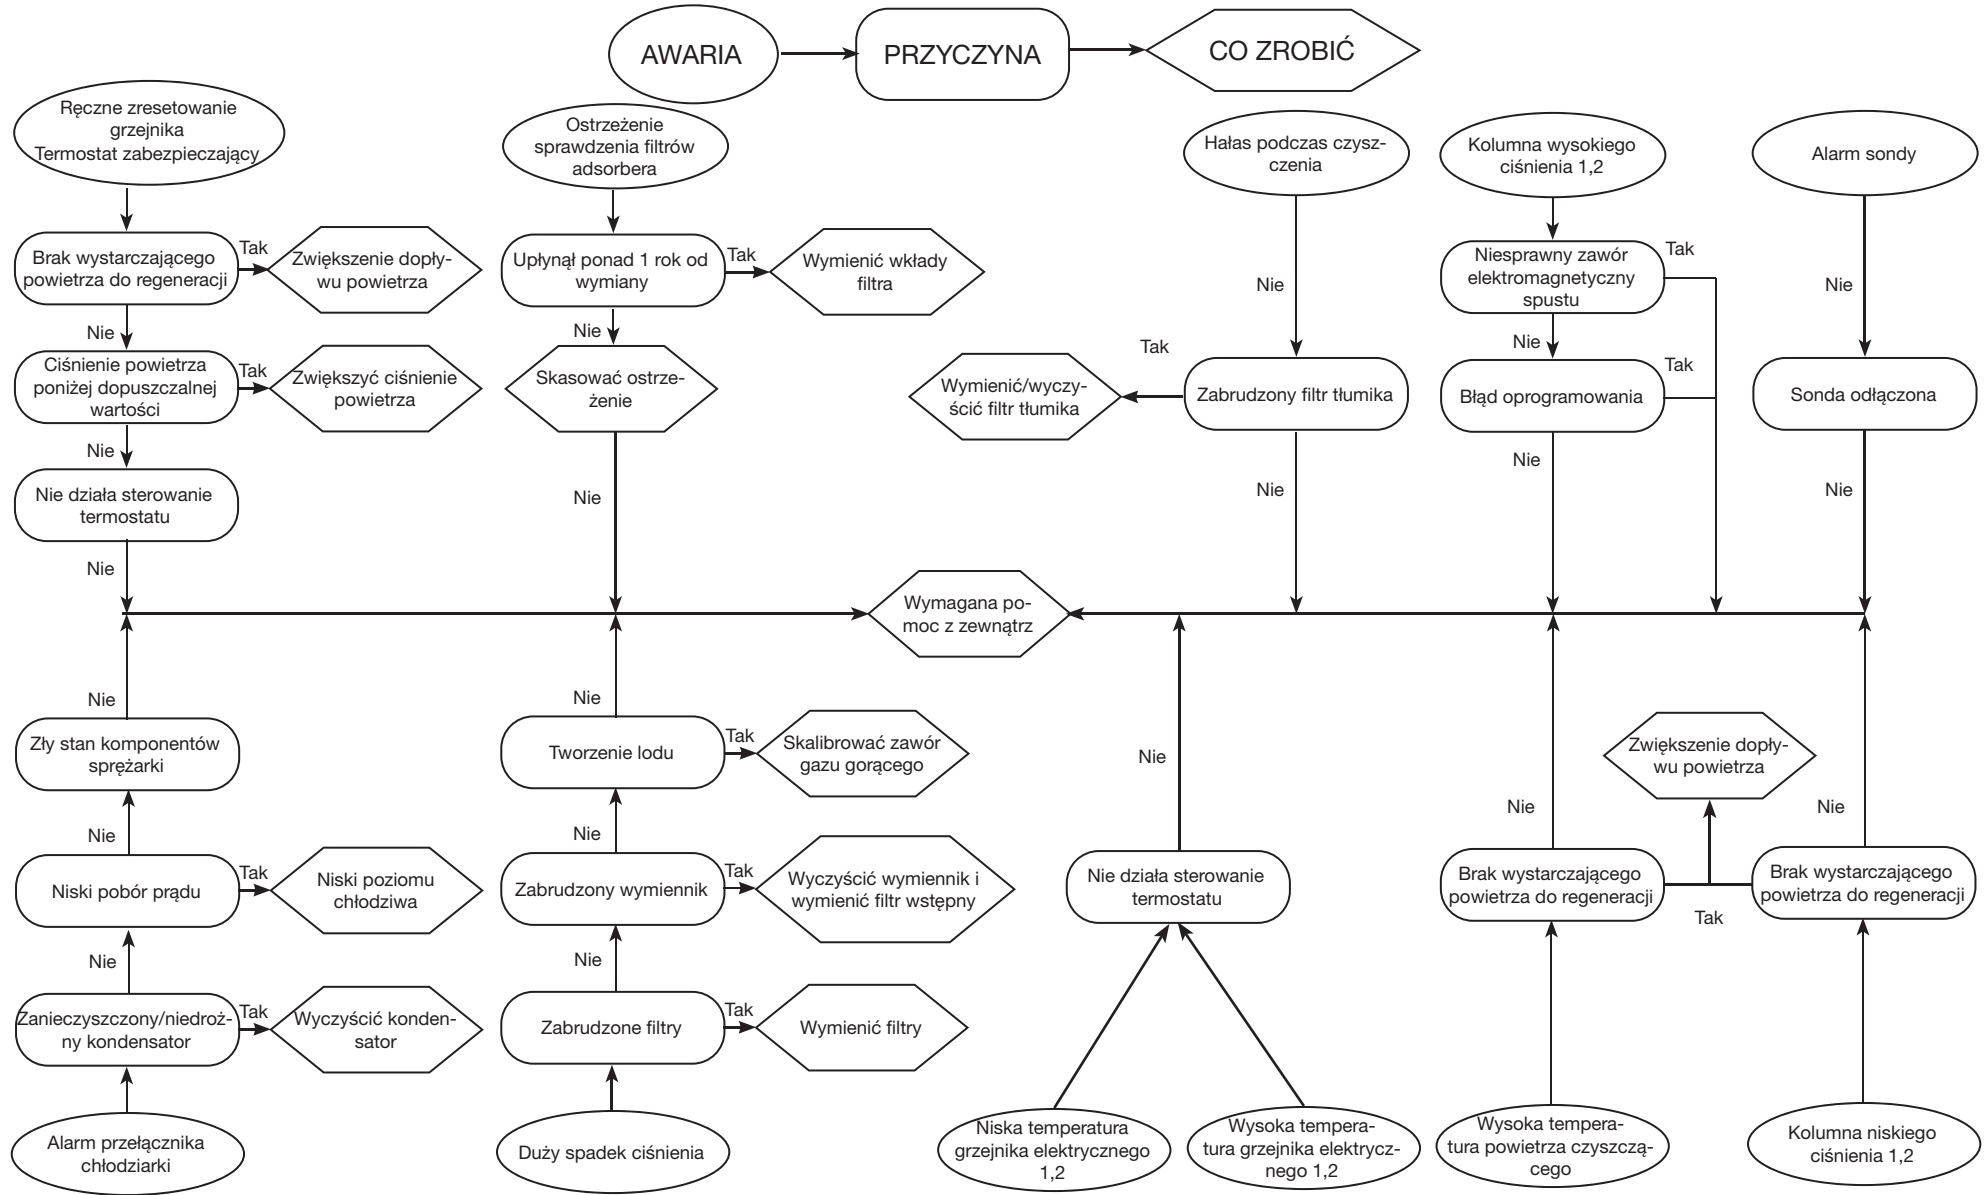 AWARIA
PRZYCZYNA
CO ZROBIĆ
Ręczne zresetowanie
grzejnika
Termostat zabezpieczający
Brak wystarczającego
powietrza do regeneracji
Tak
Zwiększenie dopły-
wu powietrza
Nie
Ciśnienie powietrza
poniżej dopuszczalnej
wartości
Tak
Zwiększyć ciśnienie
powietrza
Nie
Nie działa sterowanie
termostatu
Nie
Ostrzeżenie
sprawdzenia filtrów
adsorbera
Upłynął ponad 1 rok od
wymiany
Tak
Wymienić wkłady
filtra
Nie
Skasować ostrze-
żenie
Nie
Hałas podczas czysz-
czenia
Nie
Tak
Wymienić/wyczy-
ścić filtr tłumika
Zabrudzony filtr tłumika
Nie
Kolumna wysokiego
ciśnienia 1,2
Niesprawny zawór
elektromagnetyczny
spustu
Tak
Nie
Błąd oprogramowania
Tak
Nie
Alarm sondy
Nie
Sonda odłączona
Nie
Wymagana po-
moc z zewnątrz
Nie
Zły stan komponentów
sprężarki
Nie
Niski pobór prądu
Tak
Niski poziomu
chłodziwa
Nie
Zanieczyszczony/niedroż-
ny kondensator
Tak
Wyczyścić konden-
sator
Alarm przełącznika
chłodziarki
Nie
Tworzenie lodu
Tak
Skalibrować zawór
gazu gorącego
Nie
Zabrudzony wymiennik
Tak
Wyczyścić wymiennik i
wymienić filtr wstępny
Nie
Zabrudzone filtry
Tak
Wymienić filtry
Duży spadek ciśnienia
Nie
Nie działa sterowanie
termostatu
Niska temperatura
grzejnika elektrycznego
1,2
Wysoka tempera-
tura grzejnika elektrycz-
nego 1,2
Nie
Brak wystarczającego
powietrza do regeneracji
Wysoka tempera-
tura powietrza czyszczą-
cego
Zwiększenie dopły-
wu powietrza
Tak
Nie
Brak wystarczającego
powietrza do regeneracji
Kolumna niskiego
ciśnienia 1,2